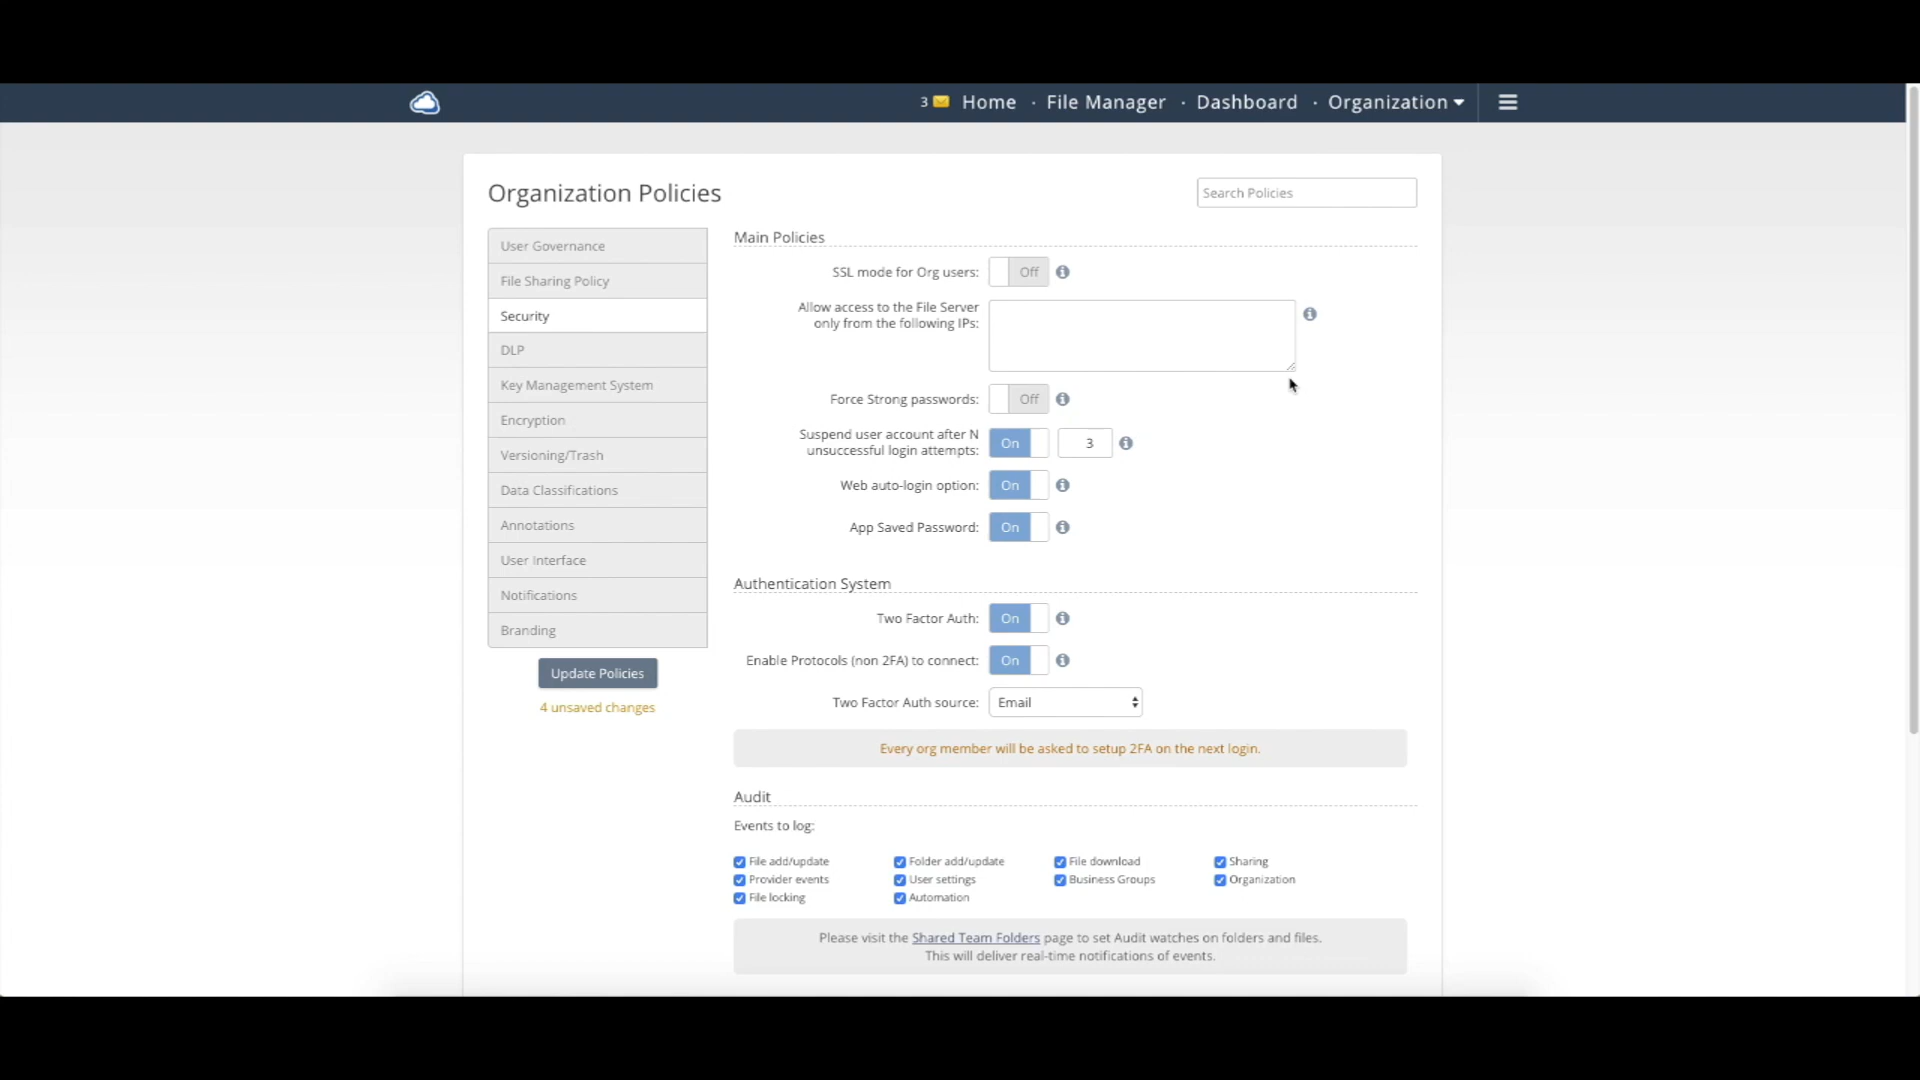 3 Home · File Manager · Dashboard · Organization
Organization Policies
Search Policies
User Governance
File Sharing Policy
Security
DLP
Key Management System
Encryption
Versioning/Trash
Data Classifications
Annotations
User Interface
Notifications
Branding
Update Policies
4 unsaved changes
Main Policies
SSL mode for Org users: Off
Allow access to the File Server
only from the following IPs:
Force Strong passwords: Off
Suspend user account after N
unsuccessful login attempts: On 3
Web auto-login option: On
App Saved Password: On
Authentication System
Two Factor Auth: On
Enable Protocols (non 2FA) to connect: On
Two Factor Auth source: Email
Every org member will be asked to setup 2FA on the next login.
Audit
Events to log:
File add/update Folder add/update File download Sharing
Provider events User settings Business Groups Organization
File locking Automation
Please visit the Shared Team Folders page to set Audit watches on folders and files.
This will deliver real-time notifications of events.